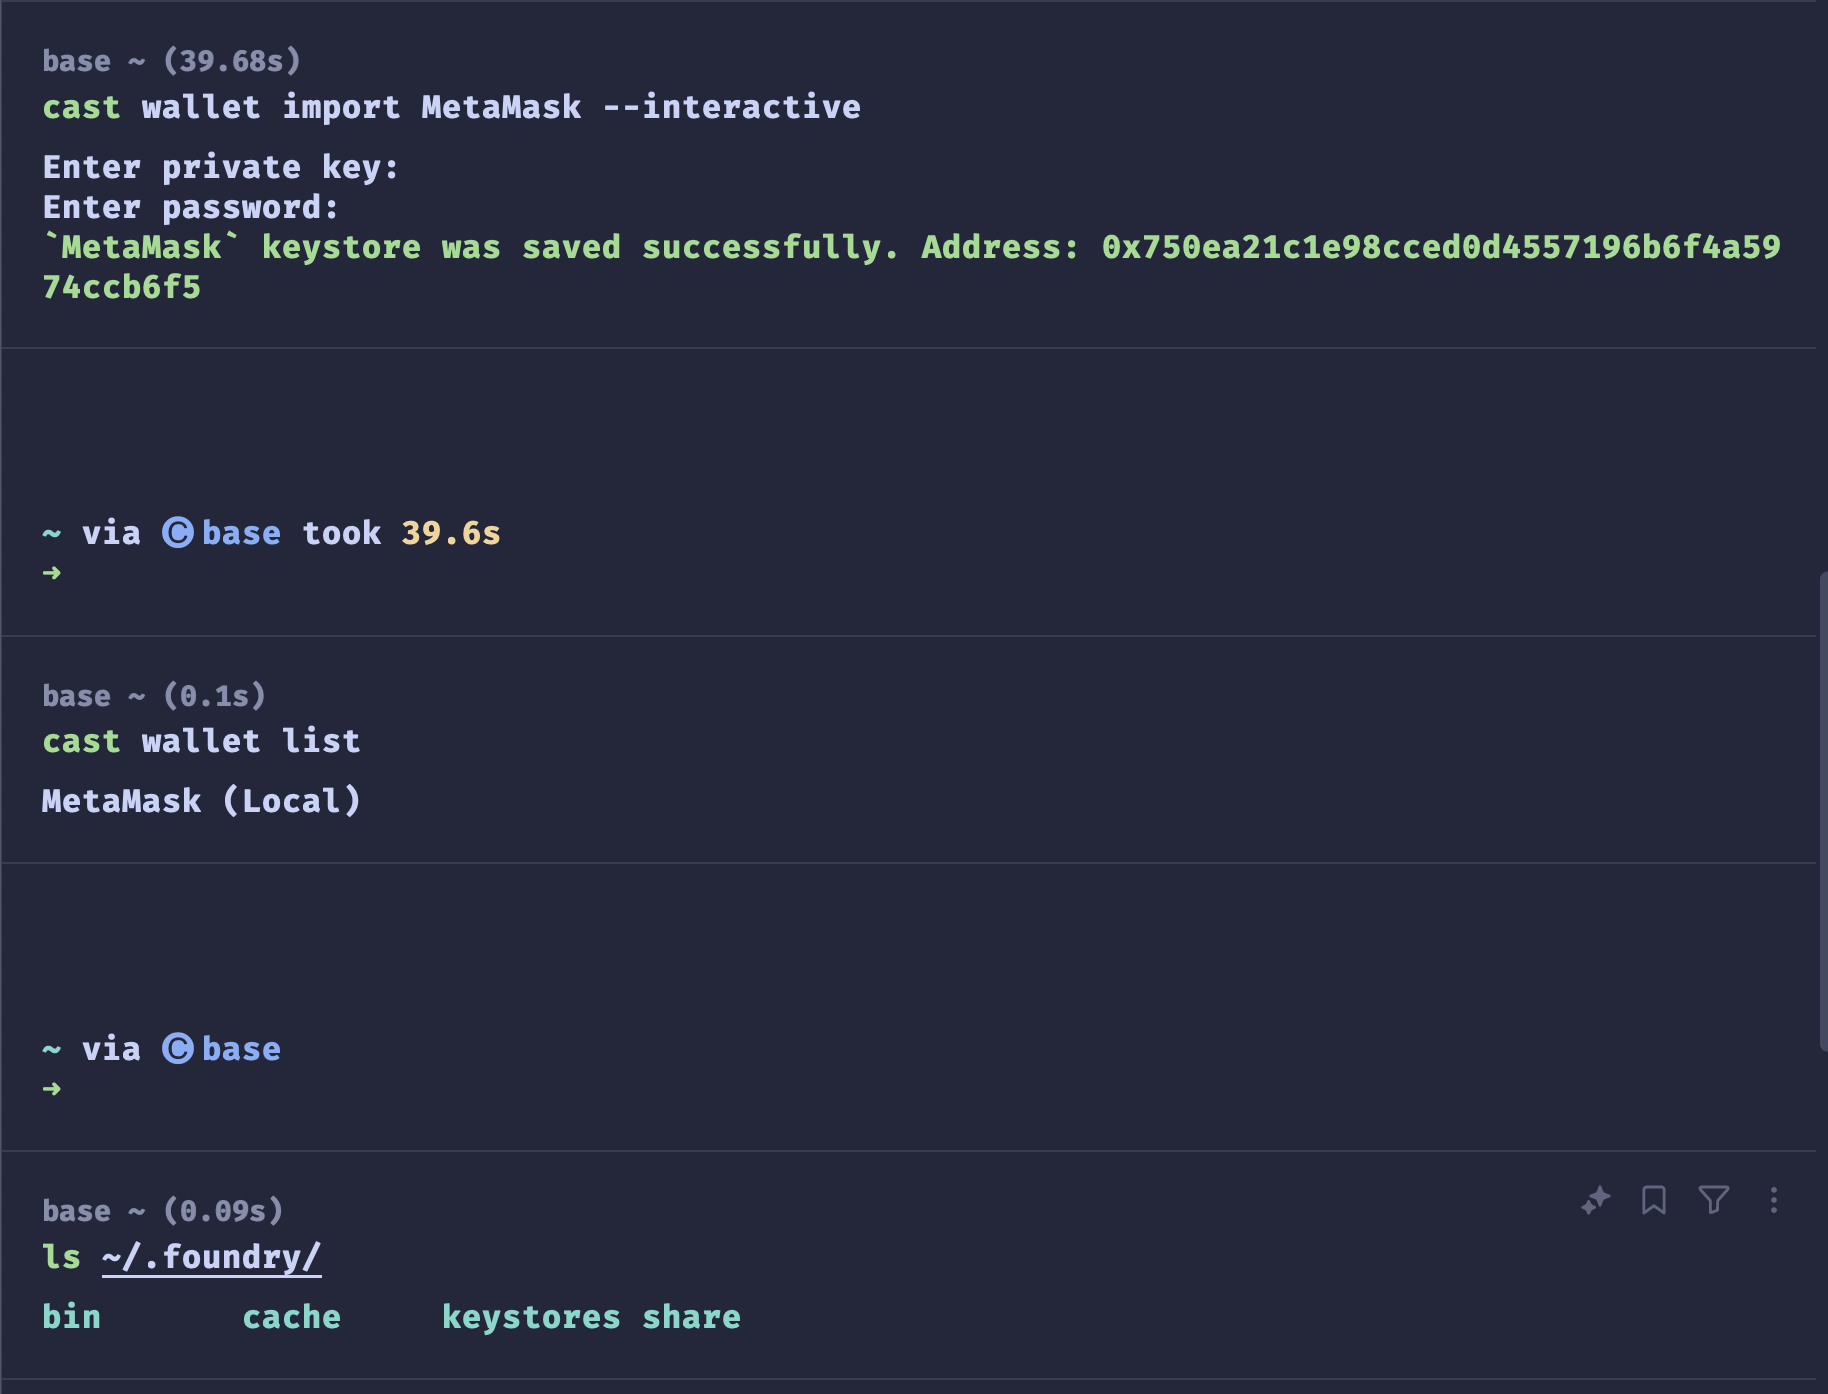 base ~ (39.68s)
cast wallet import MetaMask --interactive
Enter private key:
Enter password:
`MetaMask` keystore was saved successfully. Address: 0x750ea21c1e98cced0d4557196b6f4a59
74ccb6f5
~ via 🅒 base took 39.6s
➜
base ~ (0.1s)
cast wallet list
MetaMask (Local)
~ via 🅒 base
➜
base ~ (0.09s)
ls ~/.foundry/
bin cache keystores share